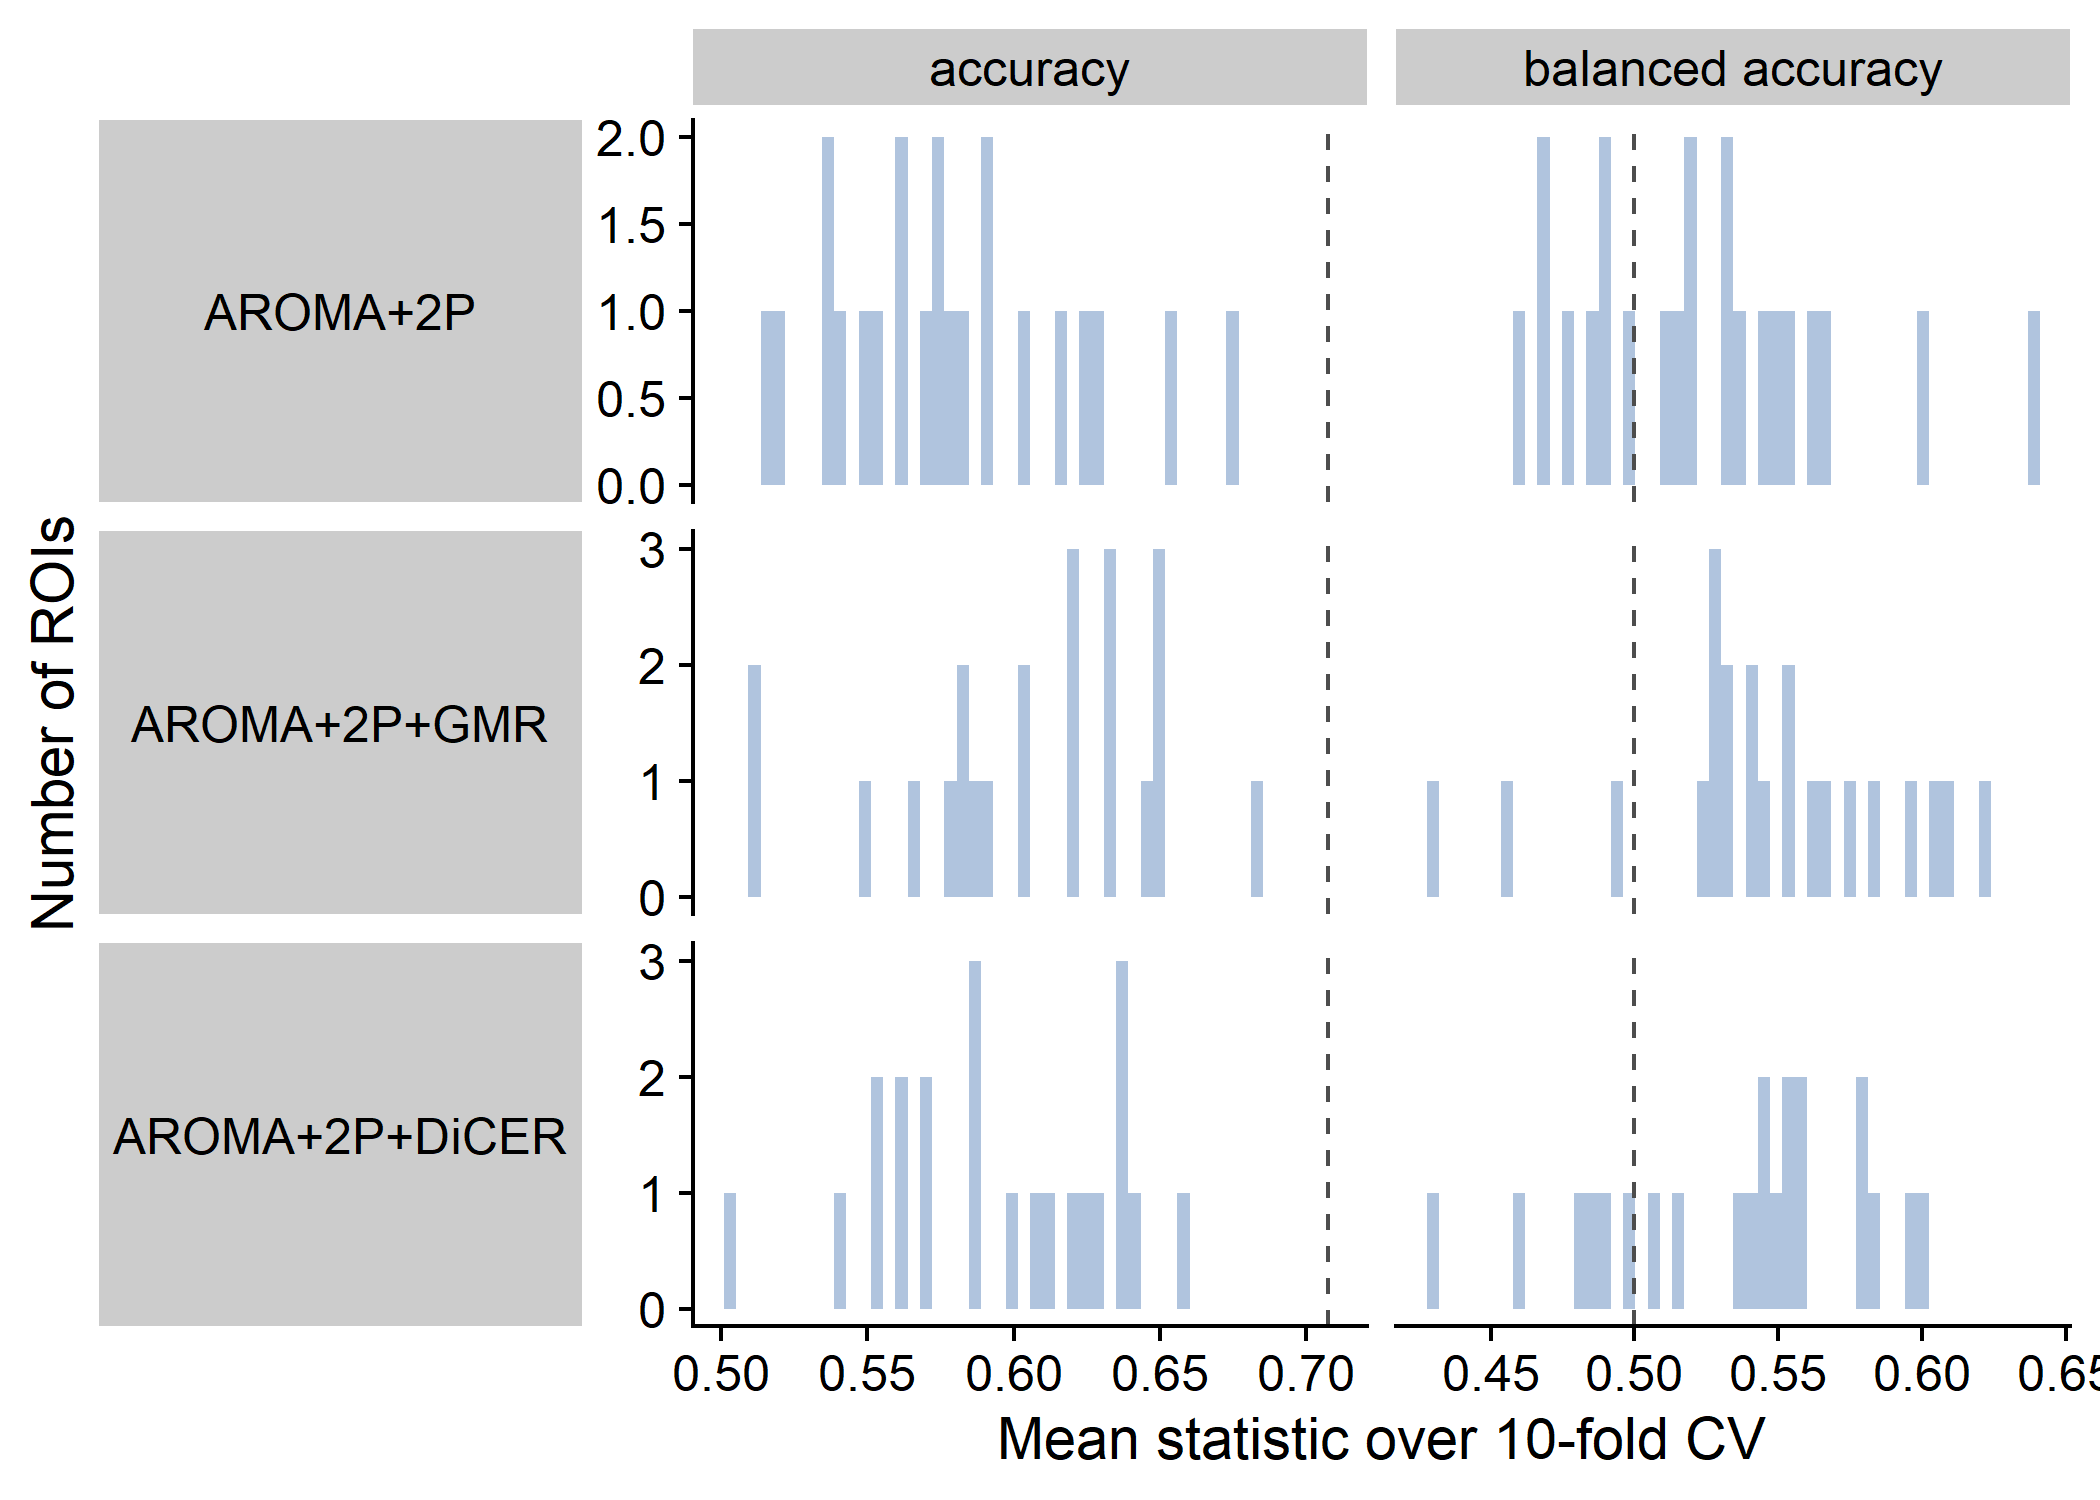 accuracy
balanced accuracy
Number of ROIs
AROMA+2P
2.0
1.5
1.0
0.5
0.0
AROMA+2P+GMR
3
2
1
0
AROMA+2P+DiCER
3
2
1
0
0.50 0.55 0.60 0.65 0.70 0.45 0.50 0.55 0.60 0.65
Mean statistic over 10-fold CV